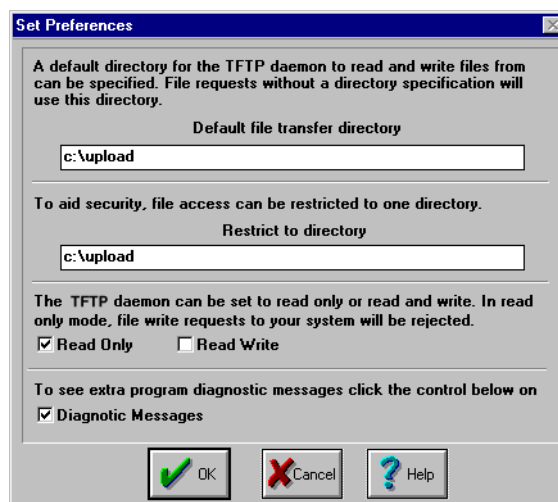 Set Preferences
A default directory for the TFTP daemon to read and write files from
can be specified. File requests without a directory specification will
use this directory.
Default file transfer directory
c:\upload
To aid security, file access can be restricted to one directory.
Restrict to directory
c:\upload
The TFTP daemon can be set to read only or read and write. In read
only mode, file write requests to your system will be rejected.
Read Only Read Write
To see extra program diagnostic messages click the control below on
Diagnotic Messages
OK Cancel Help